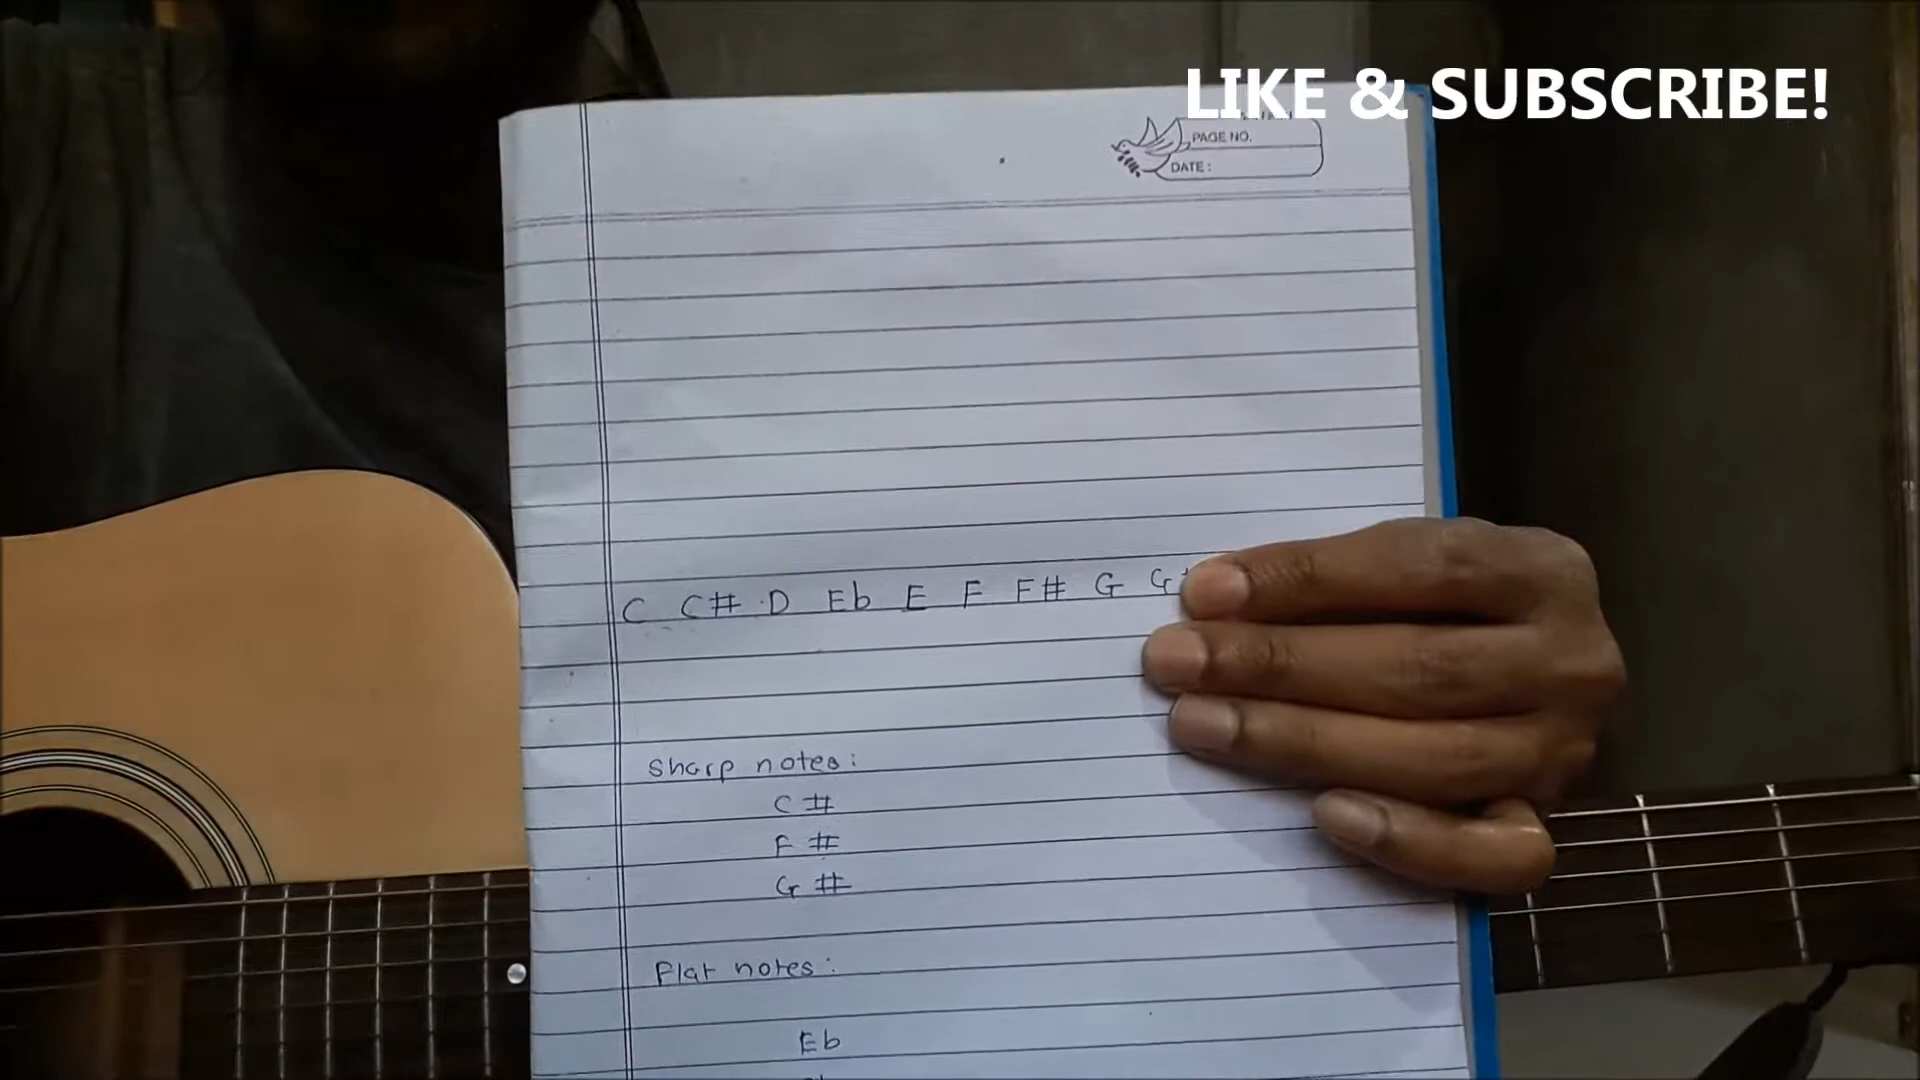 LIKE & SUBSCRIBE!
PAGE NO.
DATE :
C C# D Eb E F F# G G
Sharp notes:
C #
F #
G #
Flat notes:
Eb